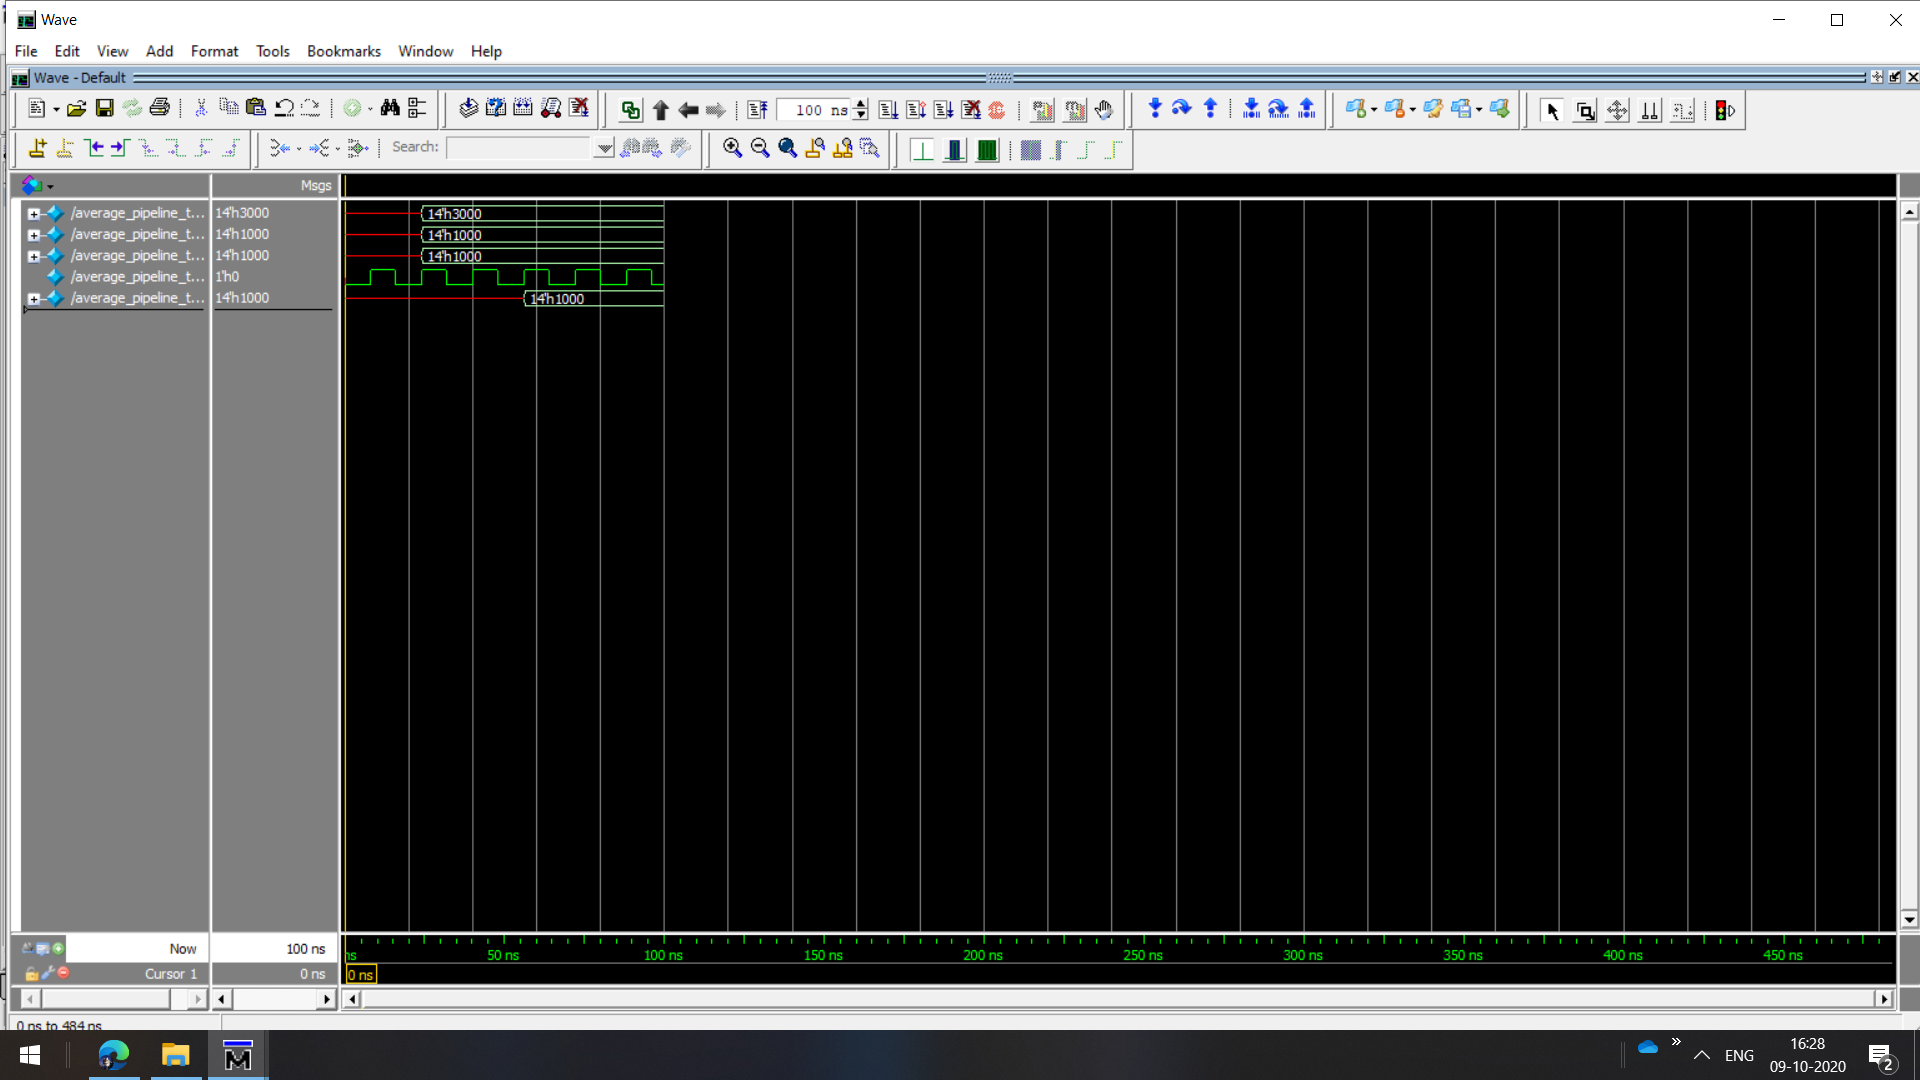 Wave
File Edit View Add Format Tools Bookmarks Window Help
Wave - Default
100 ns
Search:
Msgs
/average_pipeline_t... 14'h3000 14'h3000
/average_pipeline_t... 14'h1000 14'h1000
/average_pipeline_t... 14'h1000 14'h1000
/average_pipeline_t... 1'h0
/average_pipeline_t... 14'h1000 14'h1000
Now 100 ns
ns 50 ns 100 ns 150 ns 200 ns 250 ns 300 ns 350 ns 400 ns 450 ns
Cursor 1 0 ns 0 ns
0 ns to 484 ns
M
ENG
16:28
09-10-2020
2